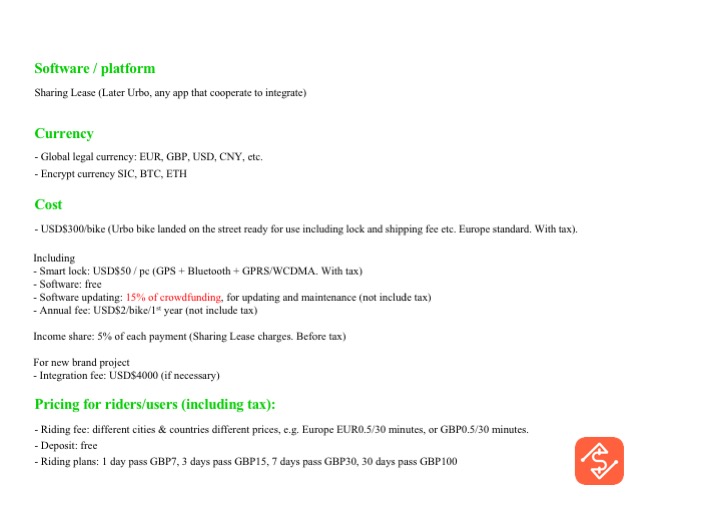 Software / platform
Sharing Lease (Later Urbo, any app that cooperate to integrate)
Currency
- Global legal currency: EUR, GBP, USD, CNY, etc.
- Encrypt currency SIC, BTC, ETH
Cost
- USD$300/bike (Urbo bike landed on the street ready for use including lock and shipping fee etc. Europe standard. With tax).
Including
- Smart lock: USD$50 / pc (GPS + Bluetooth + GPRS/WCDMA. With tax)
- Software: free
- Software updating: 15% of crowdfunding, for updating and maintenance (not include tax)
- Annual fee: USD$2/bike/1st year (not include tax)
Income share: 5% of each payment (Sharing Lease charges. Before tax)
For new brand project
- Integration fee: USD$4000 (if necessary)
Pricing for riders/users (including tax):
- Riding fee: different cities & countries different prices, e.g. Europe EUR0.5/30 minutes, or GBP0.5/30 minutes.
- Deposit: free
- Riding plans: 1 day pass GBP7, 3 days pass GBP15, 7 days pass GBP30, 30 days pass GBP100